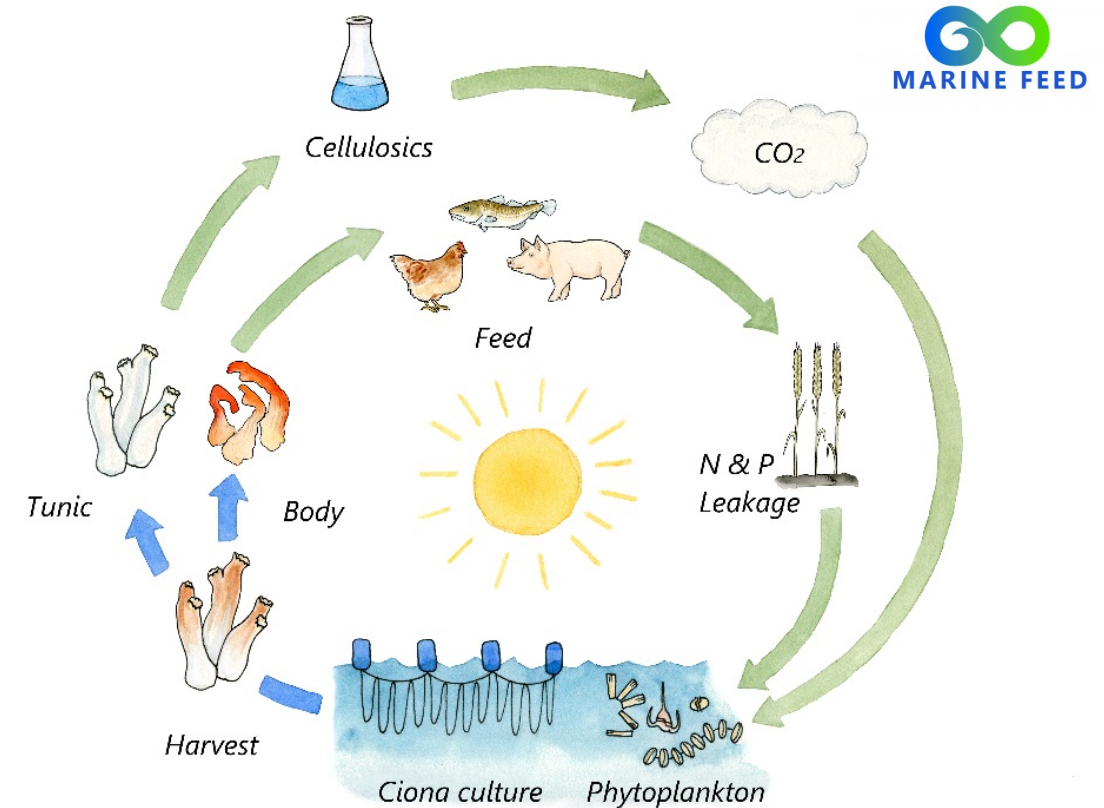 MARINE FEED
Cellulosics
CO2
Feed
N & P
Leakage
Tunic
Body
Harvest
Ciona culture
Phytoplankton